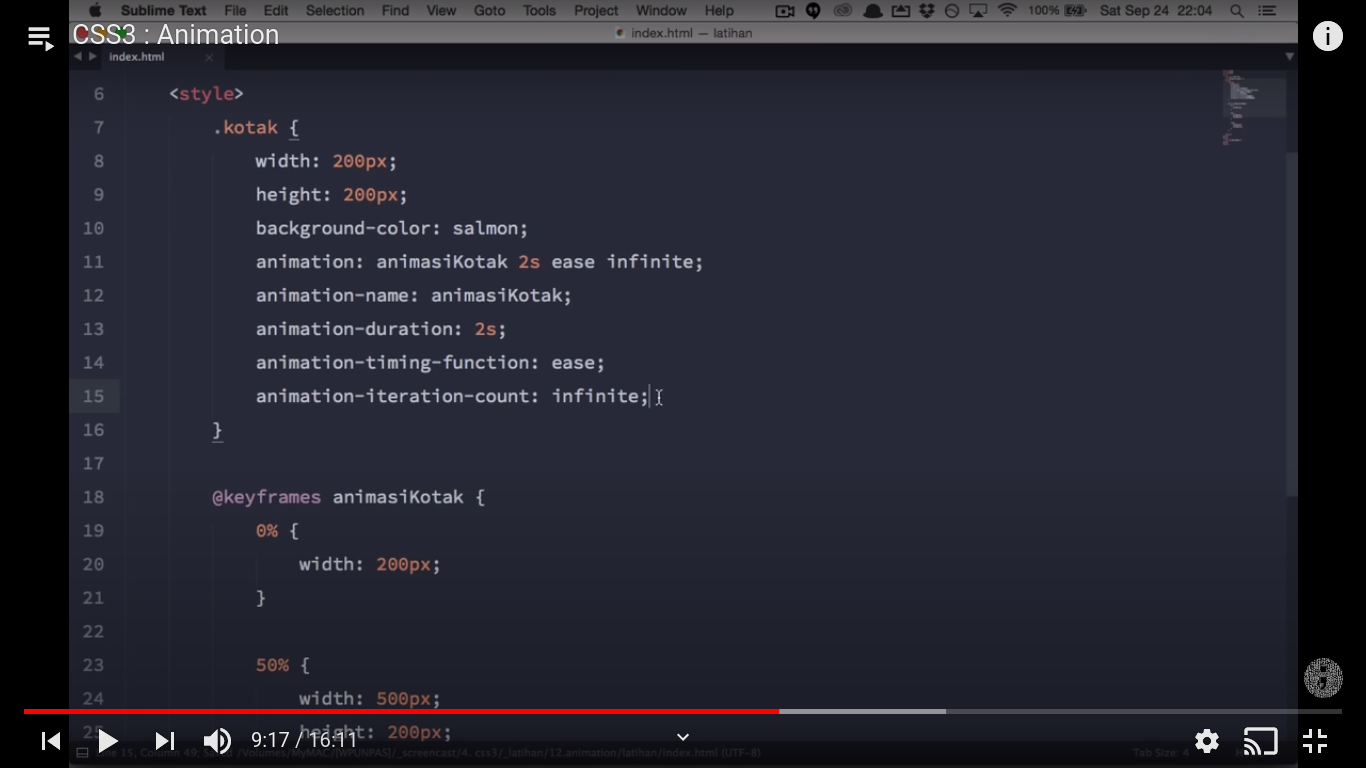 Sublime Text File Edit Selection Find View Goto Tools Project Window Help 100% Sat Sep 24 22:04
CSS3 : Animation
index.html — latihan
index.html
6 <style>
7 .kotak {
8 width: 200px;
9 height: 200px;
10 background-color: salmon;
11 animation: animasiKotak 2s ease infinite;
12 animation-name: animasiKotak;
13 animation-duration: 2s;
14 animation-timing-function: ease;
15 animation-iteration-count: infinite;
16 }
17
18 @keyframes animasiKotak {
19 0% {
20 width: 200px;
21 }
22
23 50% {
24 width: 500px;
25 height: 200px;
9:17 / 16:11
15, Column 49; /Volumes/MyMAC/[WPUNPAS]/_screencast/4. css3/_latihan/12.animation/latihan/index.html (UTF-8) Tab Size: 4